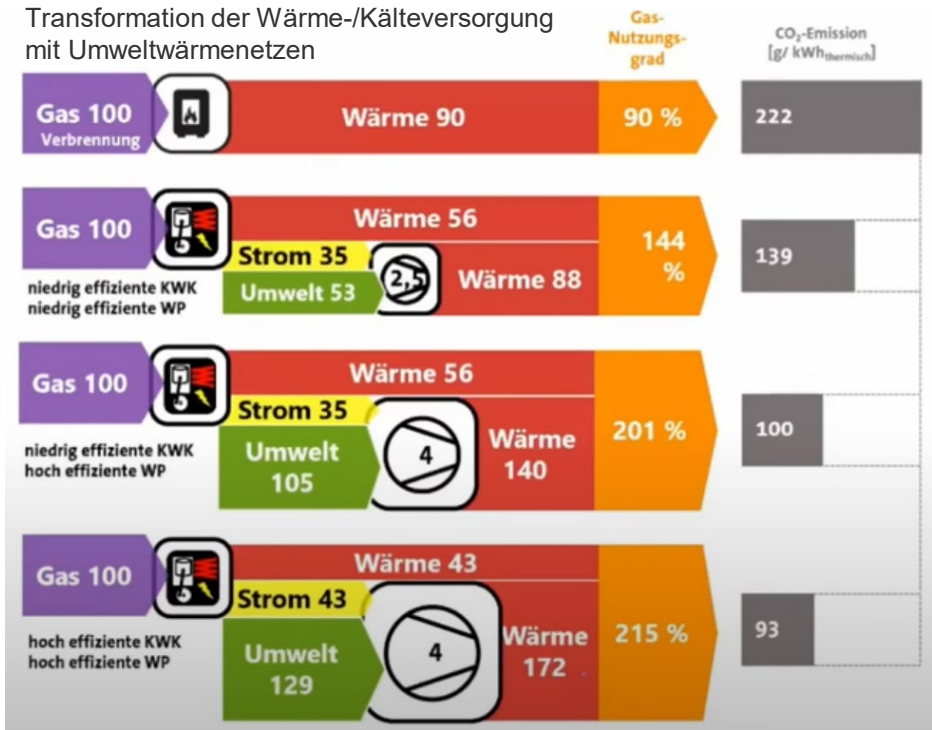 Transformation der Wärme-/Kälteversorgung
mit Umweltwärmenetzen
Gas-
Nutzungs-
grad
CO₂-Emission
[g/ kWhthermisch]
Gas 100
Verbrennung
Wärme 90
90 %
222
Gas 100
niedrig effiziente KWK
niedrig effiziente WP
Wärme 56
Strom 35
Umwelt 53
2,5
Wärme 88
144
%
139
Gas 100
niedrig effiziente KWK
hoch effiziente WP
Wärme 56
Strom 35
Umwelt
105
4
Wärme
140
201 %
100
Gas 100
hoch effiziente KWK
hoch effiziente WP
Wärme 43
Strom 43
Umwelt
129
4
Wärme
172
215 %
93